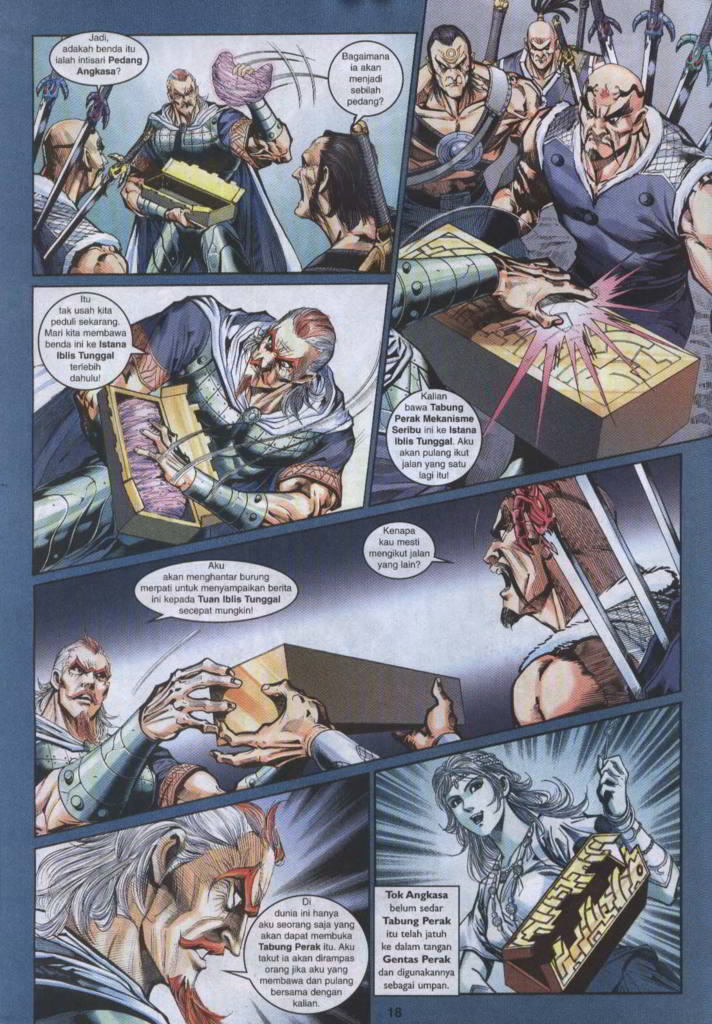 Jadi,
adakah benda itu
ialah intisari Pedang
Angkasa?
Bagaimana
ia akan
menjadi
sebilah
pedang?
Itu
tak usah kita
peduli sekarang.
Mari kita membawa
benda ini ke Istana
Iblis Tunggal
terlebih
dahulu!
Kalian
bawa Tabung
Perak Mekanisme
Seribu ini ke Istana
Iblis Tunggal. Aku
akan pulang ikut
jalan yang satu
lagi itu!
Kenapa
kau mesti
mengikut jalan
yang lain?
Aku
akan menghantar burung
merpati untuk menyampaikan berita
ini kepada Tuan Iblis Tunggal
secepat mungkin!
Di
dunia ini hanya
aku seorang saja yang
akan dapat membuka
Tabung Perak itu. Aku
takut ia akan dirampas
orang jika aku yang
membawa dan pulang
bersama dengan
kalian.
Tok Angkasa
belum sedar
Tabung Perak
itu telah jatuh
ke dalam tangan
Gentas Perak
dan digunakannya
sebagai umpan.
18